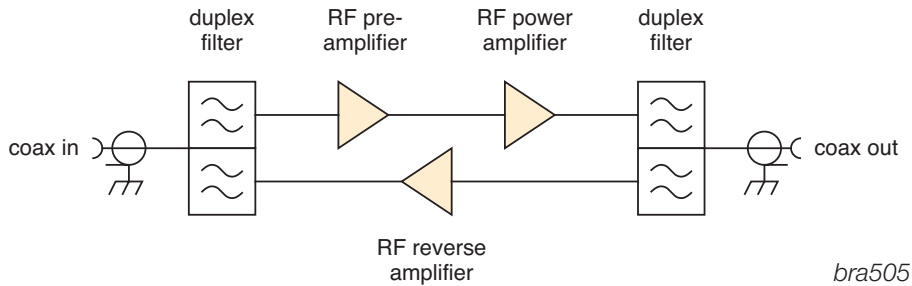 duplex
filter
RF pre-
amplifier
RF power
amplifier
duplex
filter
coax in
coax out
RF reverse
amplifier
bra505